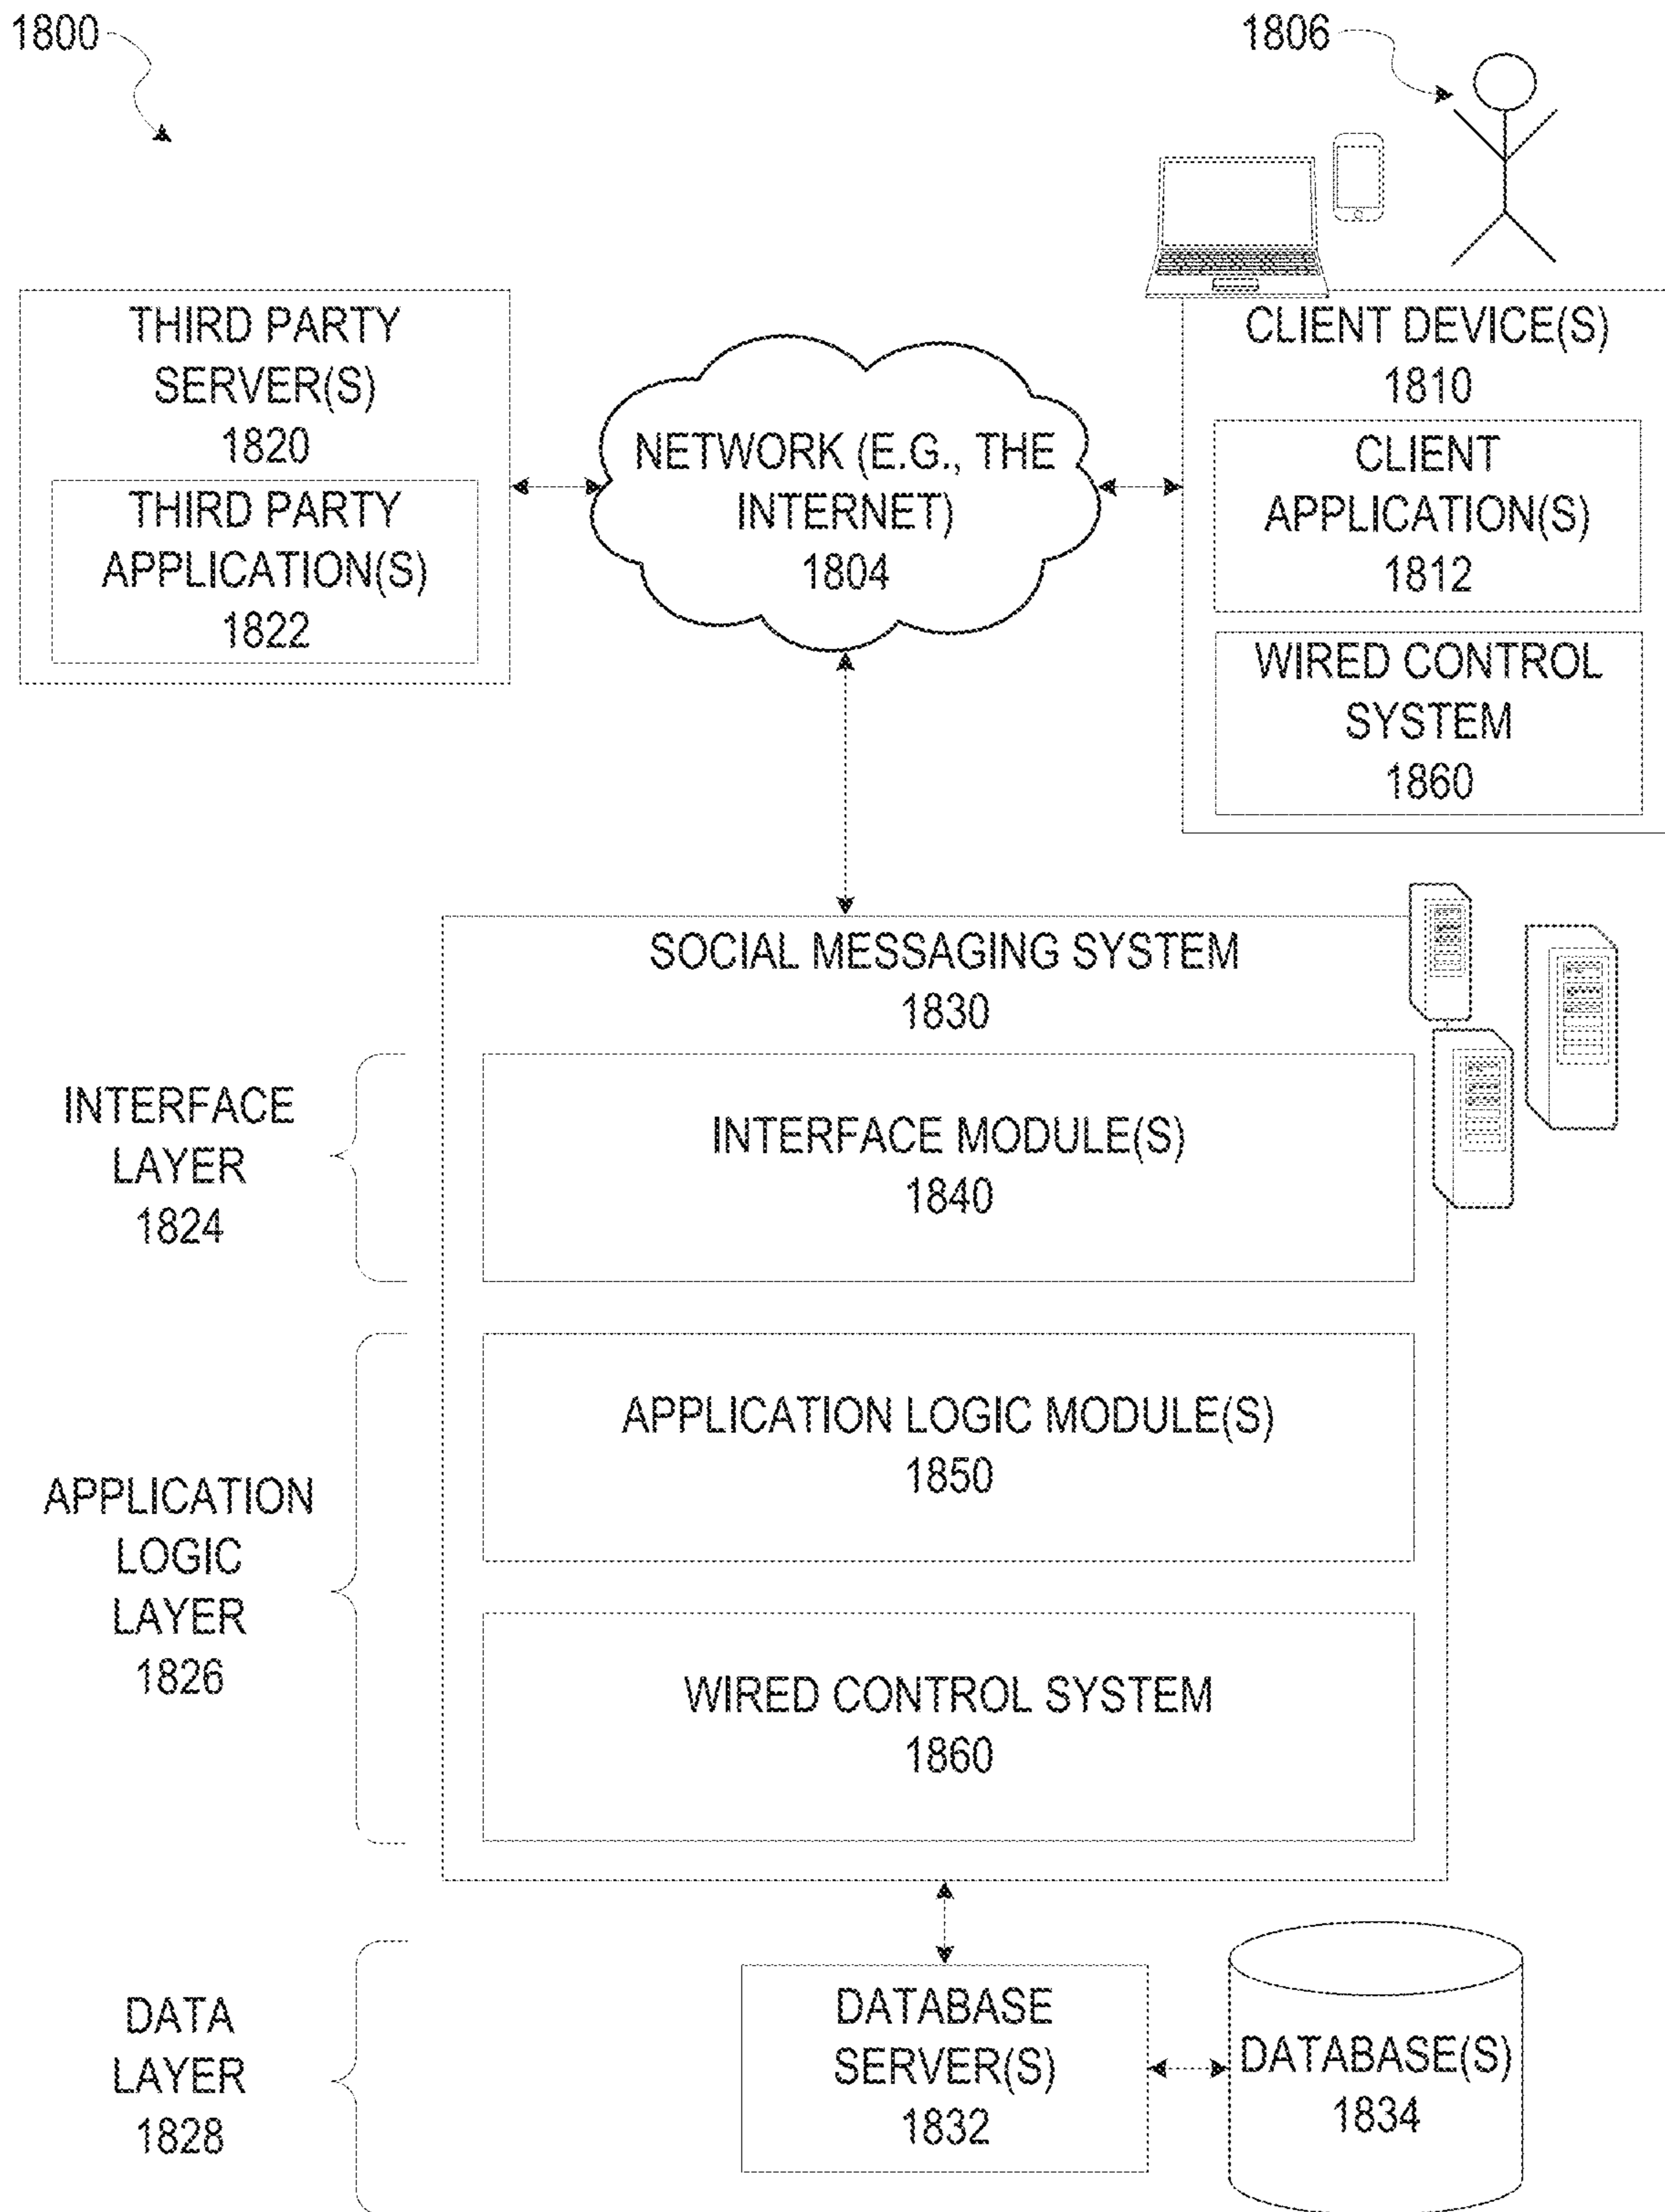 1800
1806
THIRD PARTY
SERVER(S)
1820
THIRD PARTY
APPLICATION(S)
1822
NETWORK (E.G., THE
INTERNET)
1804
CLIENT DEVICE(S)
1810
CLIENT
APPLICATION(S)
1812
WIRED CONTROL
SYSTEM
1860
SOCIAL MESSAGING SYSTEM
1830
INTERFACE
LAYER
1824
INTERFACE MODULE(S)
1840
APPLICATION
LOGIC
LAYER
1826
APPLICATION LOGIC MODULE(S)
1850
WIRED CONTROL SYSTEM
1860
DATA
LAYER
1828
DATABASE
SERVER(S)
1832
DATABASE(S)
1834